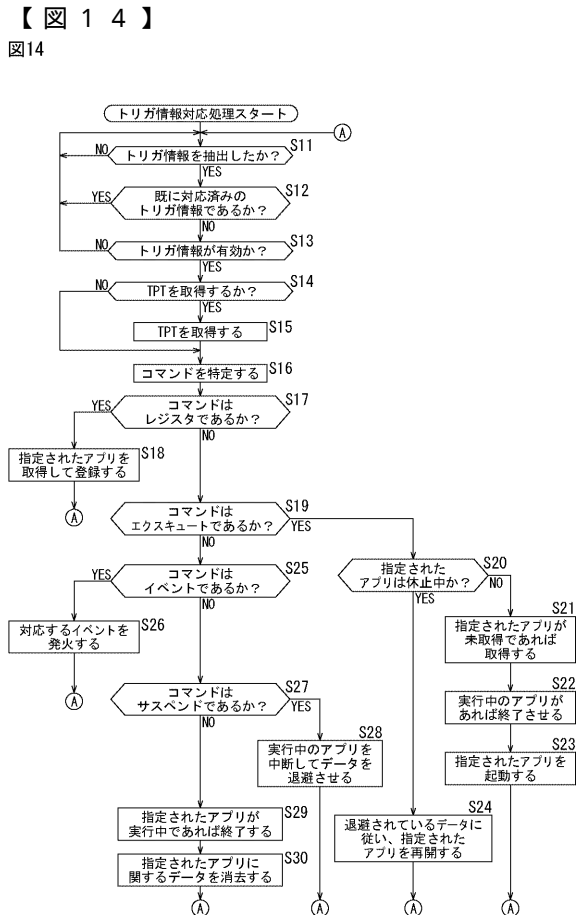 【図１４】
図14
トリガ情報対応処理スタート
A
S11
NO
トリガ情報を抽出したか？
YES
S12
YES
既に対応済みの
トリガ情報であるか？
NO
S13
NO
トリガ情報が有効か？
YES
S14
NO
TPTを取得するか？
YES
S15
TPTを取得する
S16
コマンドを特定する
S17
YES
コマンドは
レジスタであるか？
NO
S18
指定されたアプリを
取得して登録する
A
S19
コマンドは
エクスキュートであるか？
YES
NO
S20
指定された
アプリは休止中か？
NO
YES
S21
指定されたアプリが
未取得であれば
取得する
S22
実行中のアプリが
あれば終了させる
S23
指定されたアプリを
起動する
S24
退避されているデータに
従い、指定された
アプリを再開する
S25
YES
コマンドは
イベントであるか？
NO
S26
対応するイベントを
発火する
A
S27
コマンドは
サスペンドであるか？
YES
NO
S28
実行中のアプリを
中断してデータを
退避させる
S29
指定されたアプリが
実行中であれば終了する
S30
指定されたアプリに
関するデータを消去する
A
A
A
A